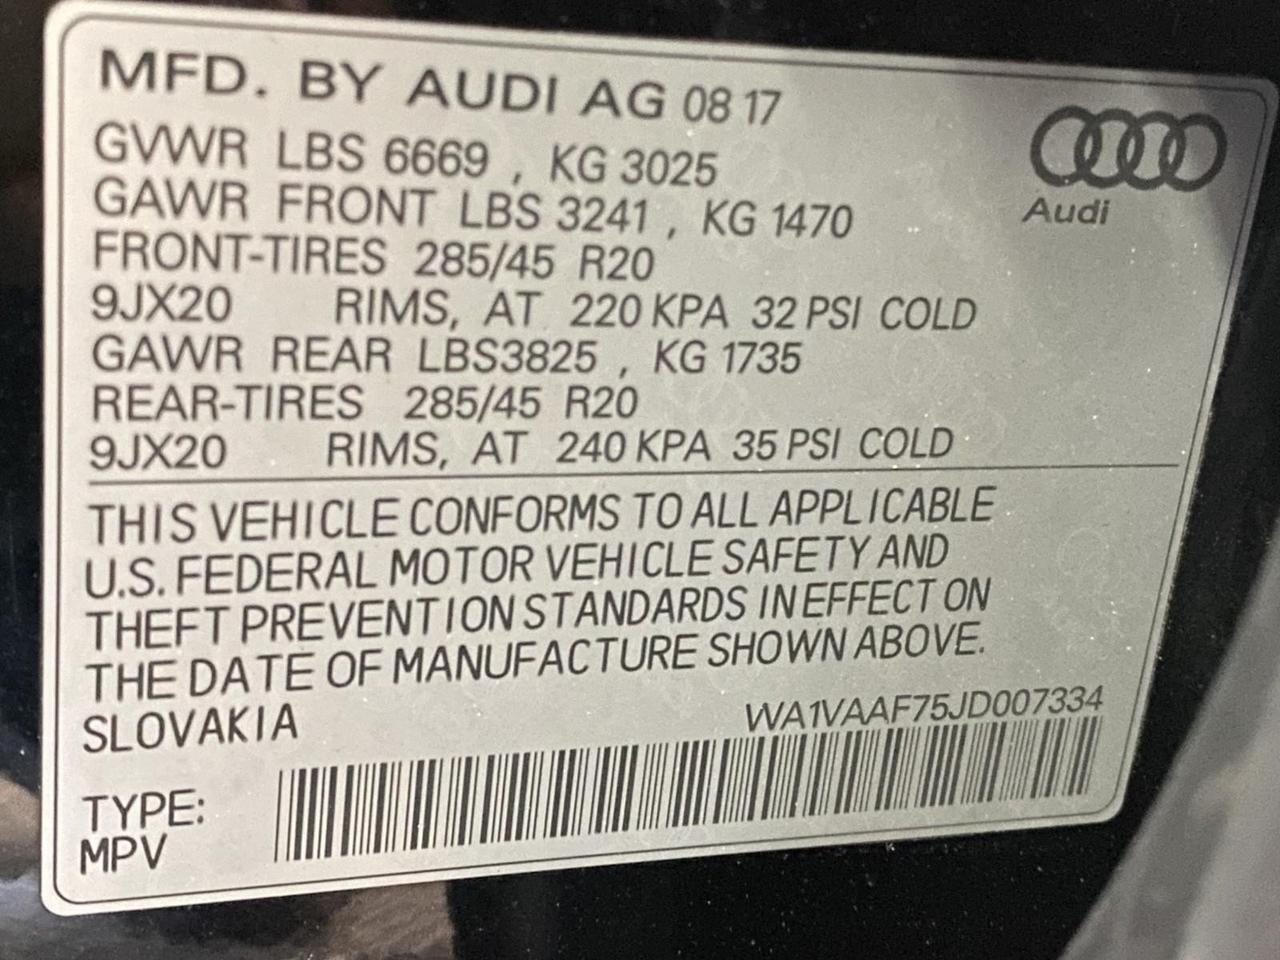 MFD. BY AUDI AG 08 17
GVWR LBS 6669 , KG 3025
GAWR FRONT LBS 3241 , KG 1470
Audi
FRONT-TIRES 285/45 R20
9JX20 RIMS, AT 220 KPA 32 PSI COLD
GAWR REAR LBS3825 , KG 1735
REAR-TIRES 285/45 R20
9JX20 RIMS, AT 240 KPA 35 PSI COLD
THIS VEHICLE CONFORMS TO ALL APPLICABLE
U.S. FEDERAL MOTOR VEHICLE SAFETY AND
THEFT PREVENTION STANDARDS IN EFFECT ON
THE DATE OF MANUFACTURE SHOWN ABOVE.
SLOVAKIA WA1VAAF75JD007334
TYPE:
MPV